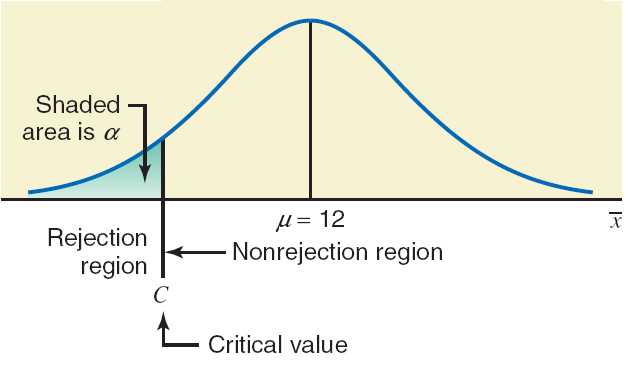 Shaded
area is α
μ = 12
x̅
Rejection
region
Nonrejection region
C
Critical value